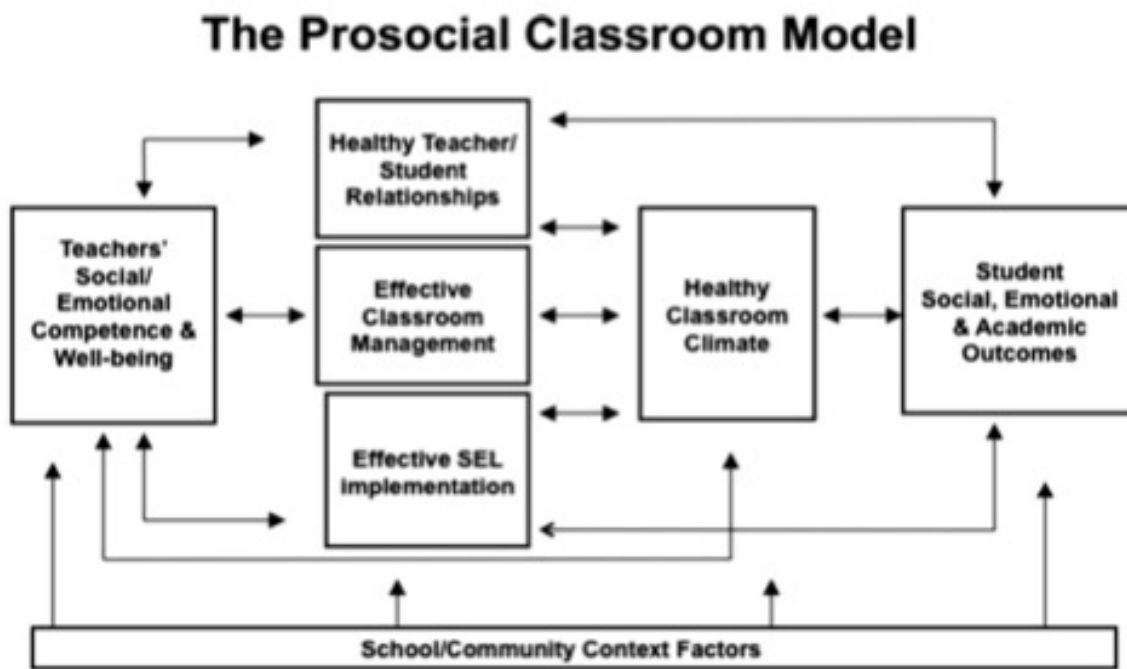 The Prosocial Classroom Model
Healthy Teacher/
Student
Relationships
Teachers'
Social/
Emotional
Competence &
Well-being
Effective
Classroom
Management
Healthy
Classroom
Climate
Student
Social, Emotional
& Academic
Outcomes
Effective SEL
implementation
School/Community Context Factors